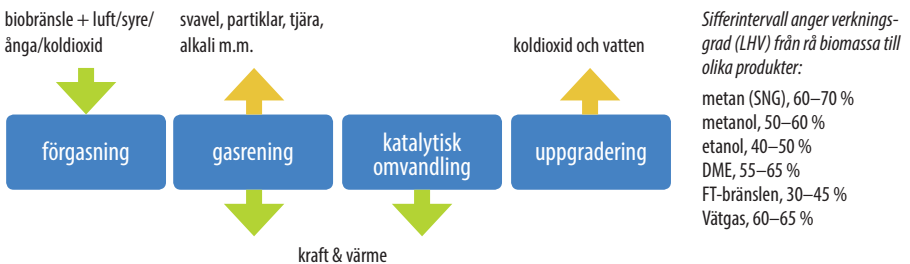 biobränsle + luft/syre/
ånga/koldioxid
svavel, partiklar, tjära,
alkali m.m.
koldioxid och vatten
förgasning
gasrening
katalytisk
omvandling
uppgradering
kraft & värme
Sifferintervall anger verknings-
grad (LHV) från rå biomassa till
olika produkter:
metan (SNG), 60–70 %
metanol, 50–60 %
etanol, 40–50 %
DME, 55–65 %
FT-bränslen, 30–45 %
Vätgas, 60–65 %